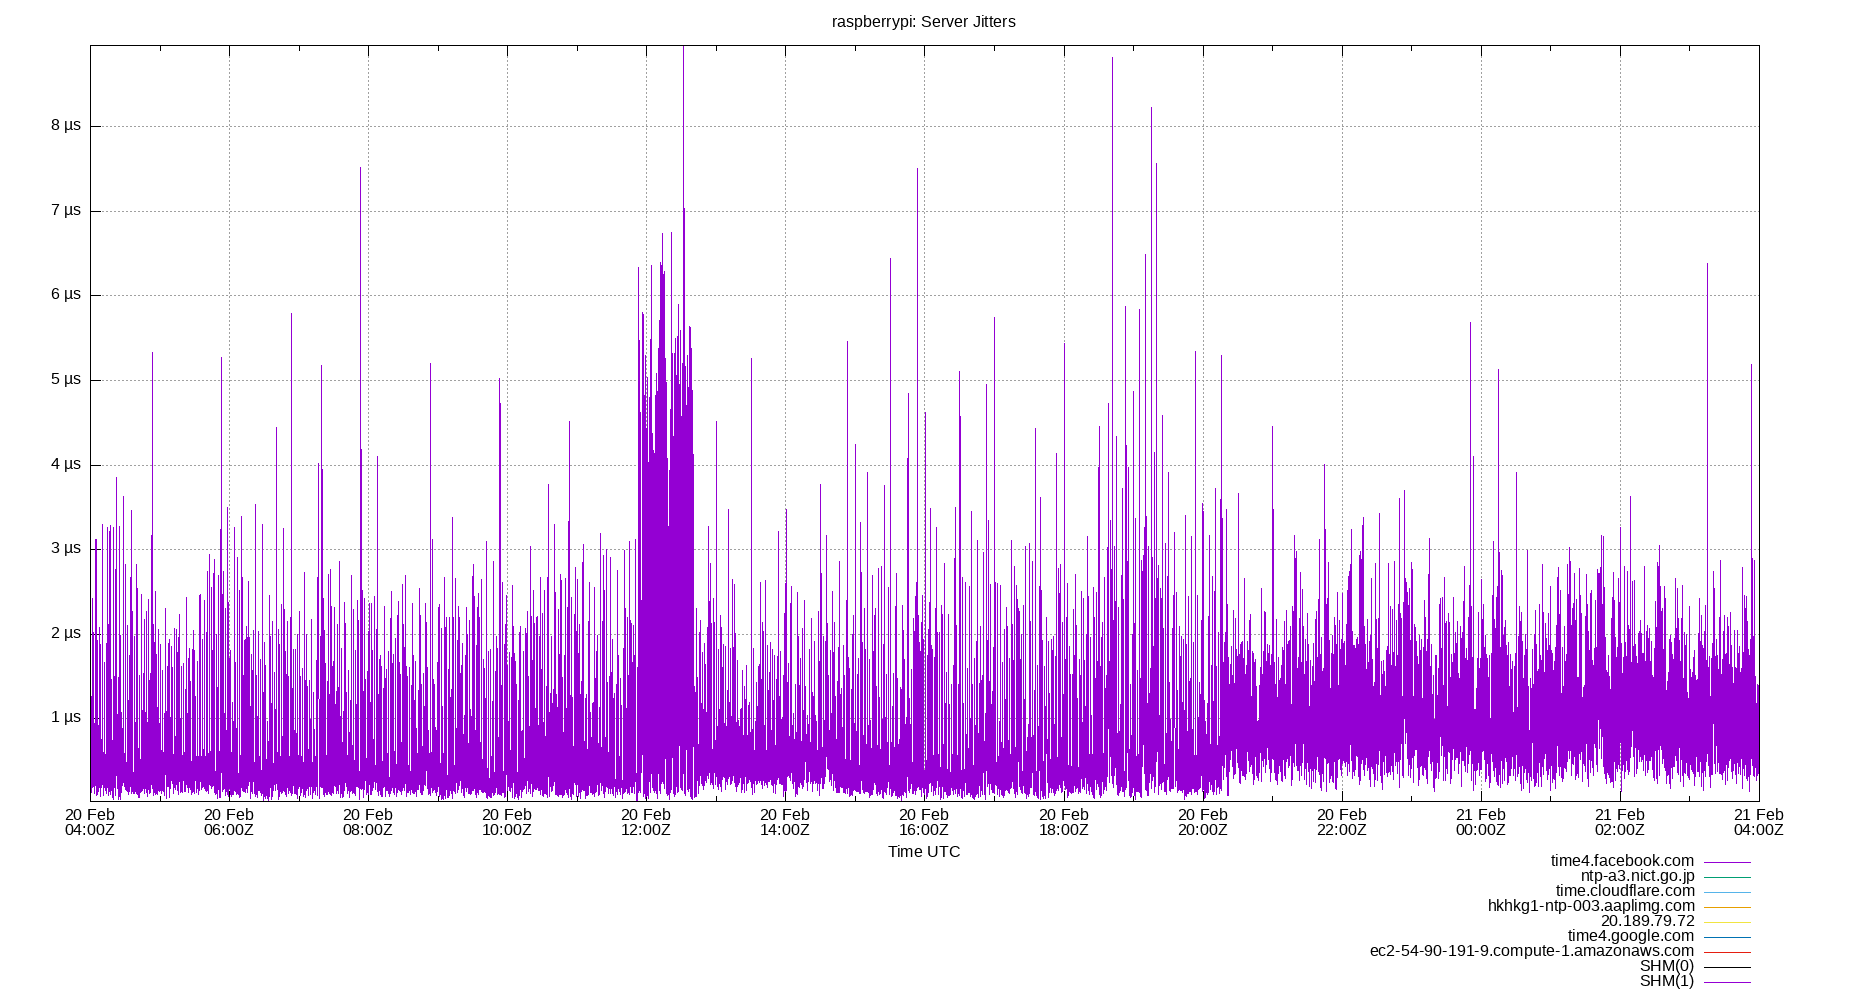 raspberrypi: Server Jitters
8 µs
7 µs
6 µs
5 µs
4 µs
3 µs
2 µs
1 µs
20 Feb 20 Feb 20 Feb 20 Feb 20 Feb 20 Feb 20 Feb 20 Feb 20 Feb 20 Feb 21 Feb 21 Feb 21 Feb
04:00Z 06:00Z 08:00Z 10:00Z 12:00Z 14:00Z 16:00Z 18:00Z 20:00Z 22:00Z 00:00Z 02:00Z 04:00Z
Time UTC
time4.facebook.com
ntp-a3.nict.go.jp
time.cloudflare.com
hkhkg1-ntp-003.aaplimg.com
20.189.79.72
time4.google.com
ec2-54-90-191-9.compute-1.amazonaws.com
SHM(0)
SHM(1)